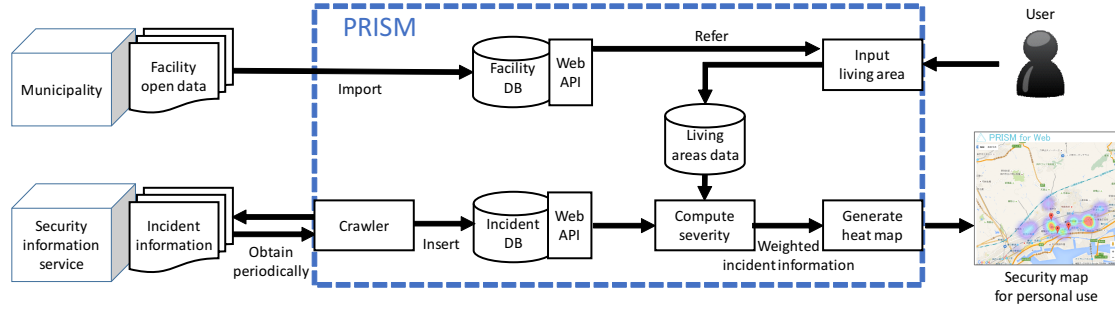 PRISM
User
Municipality
Facility
open data
Import
Facility
DB
Web
API
Refer
Input
living area
Living
areas data
PRISM for Web
Security
information
service
Incident
information
Obtain
periodically
Crawler
Insert
Incident
DB
Web
API
Compute
severity
Weighted
incident information
Generate
heat map
Security map
for personal use